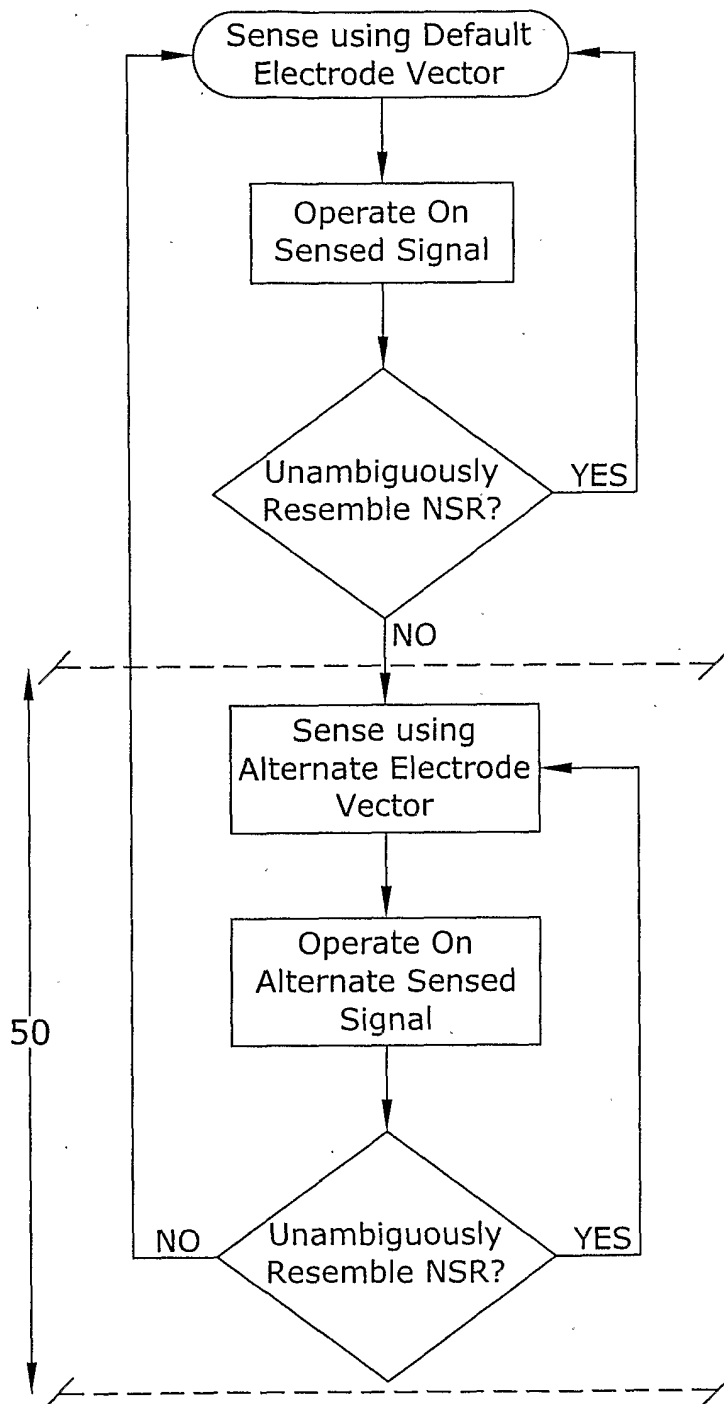 Sense using Default
Electrode Vector
Operate On
Sensed Signal
Unambiguously
Resemble NSR?
YES
NO
Sense using
Alternate Electrode
Vector
Operate On
Alternate Sensed
Signal
50
Unambiguously
Resemble NSR?
NO
YES